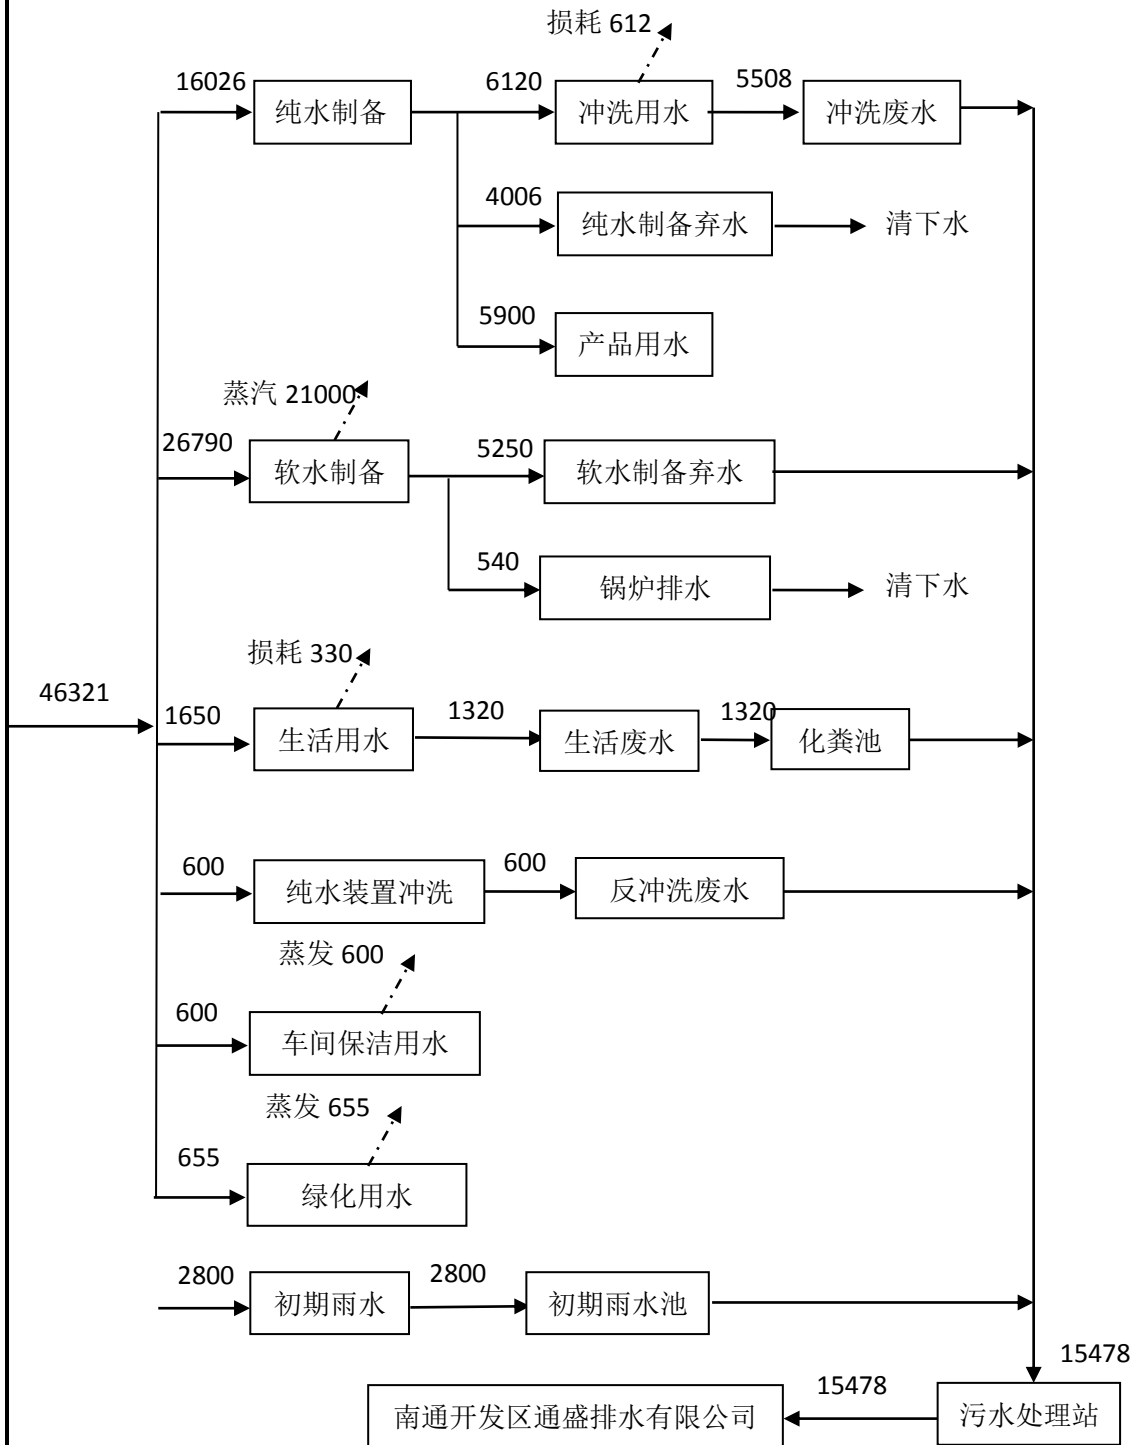 损耗 612
16026
纯水制备
6120
冲洗用水
5508
冲洗废水
4006
纯水制备弃水
清下水
5900
产品用水
蒸汽 21000
26790
软水制备
5250
软水制备弃水
540
锅炉排水
清下水
损耗 330
46321
1650
生活用水
1320
生活废水
1320
化粪池
600
纯水装置冲洗
600
反冲洗废水
蒸发 600
600
车间保洁用水
蒸发 655
655
绿化用水
2800
初期雨水
2800
初期雨水池
15478
南通开发区通盛排水有限公司
15478
污水处理站